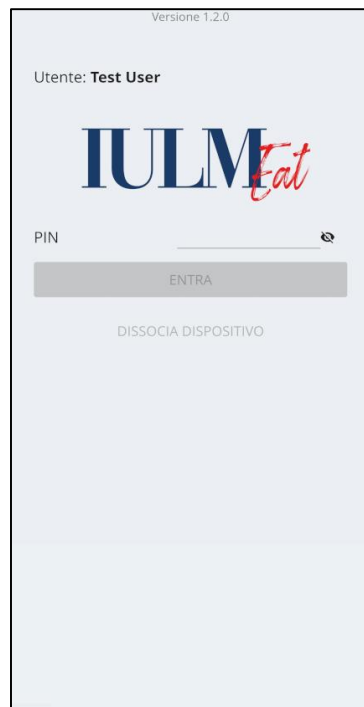 Versione 1.2.0
Utente: Test User
IULM Eat
PIN
ENTRA
DISSOCIA DISPOSITIVO